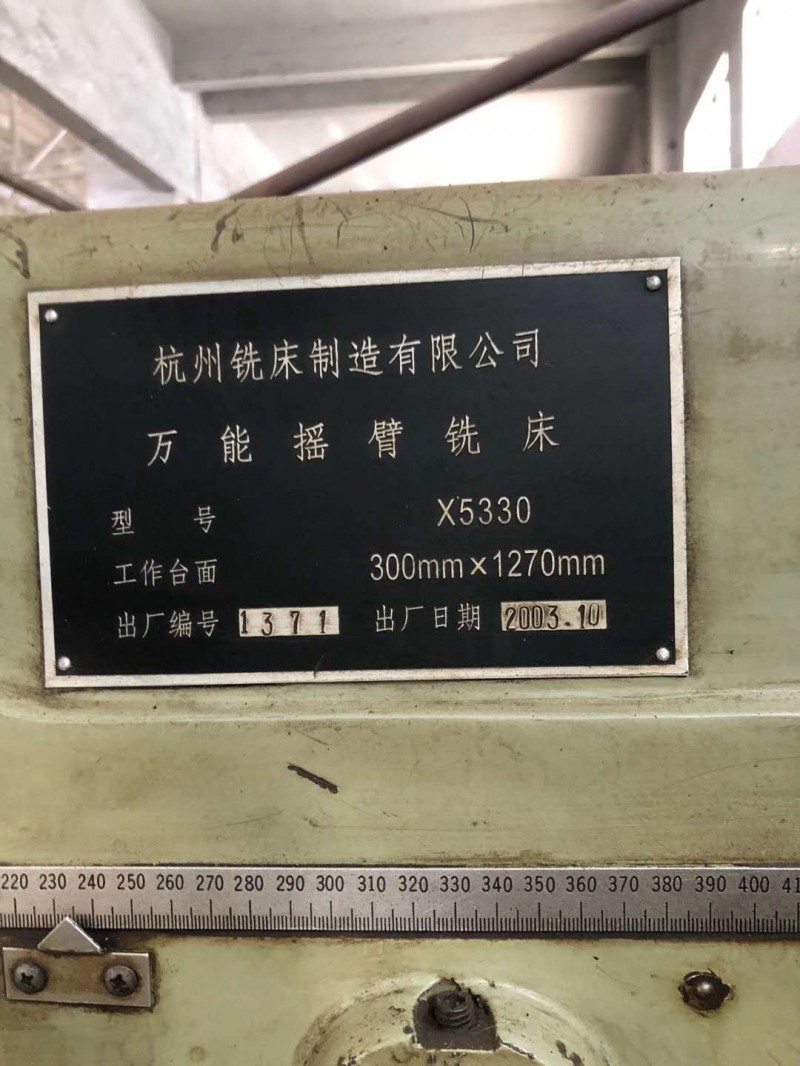 杭州铣床制造有限公司
万能摇臂铣床
型号 X5330
工作台面 300mm×1270mm
出厂编号 1371 出厂日期 2003.10
220 230 240 250 260 270 280 290 300 310 320 330 340 350 360 370 380 390 400 41